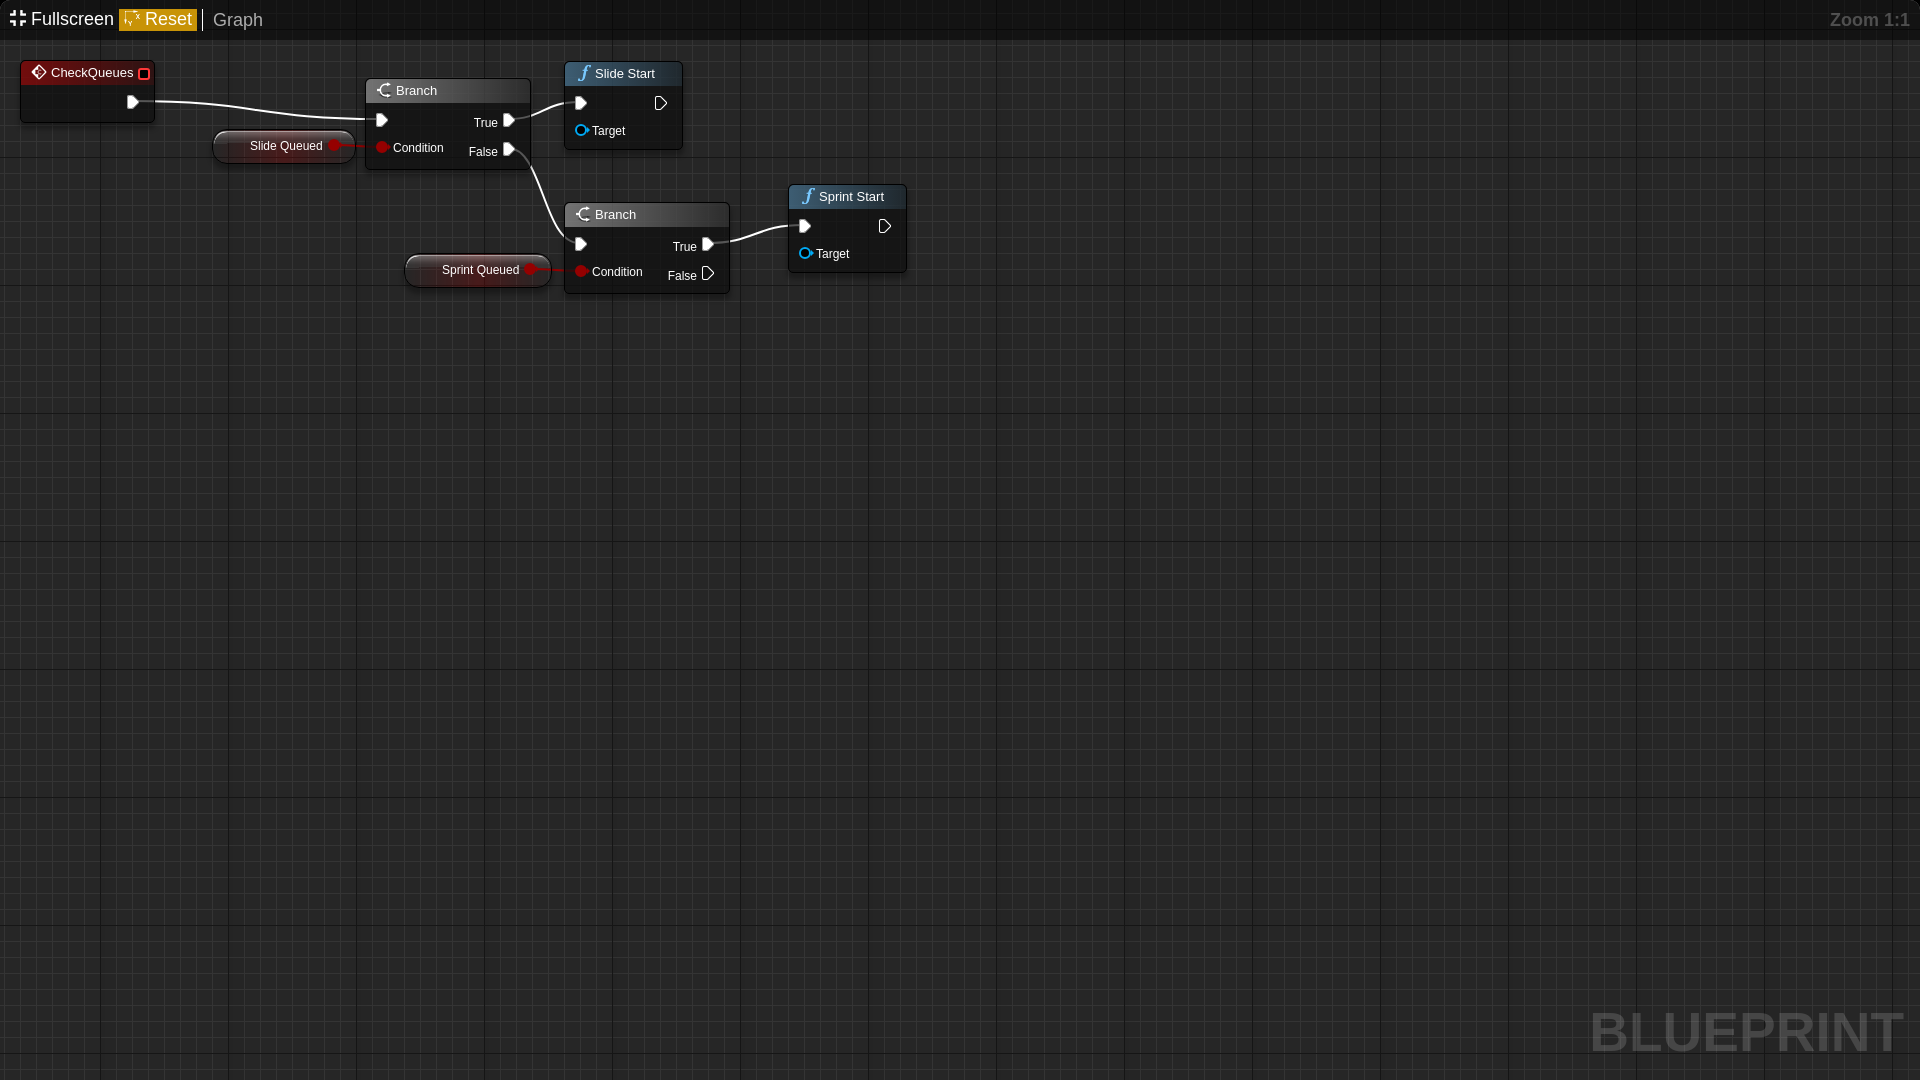 Fullscreen Reset Graph Zoom 1:1
CheckQueues
Branch
True
Condition
False
Slide Queued
Slide Start
Target
Branch
True
Condition
False
Sprint Queued
Sprint Start
Target
BLUEPRINT